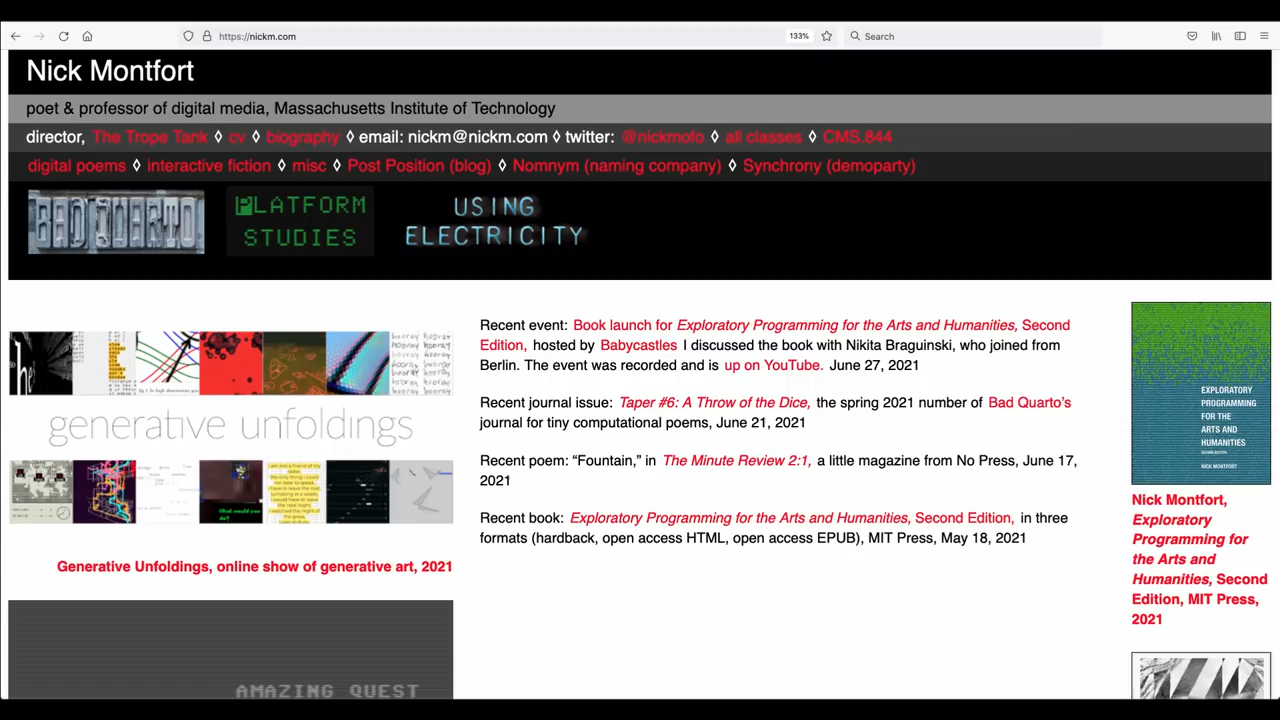 https://nickm.com
133%
Search
Nick Montfort
poet & professor of digital media, Massachusetts Institute of Technology
director, The Trope Tank ◊ cv ◊ biography ◊ email: nickm@nickm.com ◊ twitter: @nickmofo ◊ all classes ◊ CMS.844
digital poems ◊ interactive fiction ◊ misc ◊ Post Position (blog) ◊ Nomnym (naming company) ◊ Synchrony (demoparty)
BAD QUARTO
PLATFORM
STUDIES
USING
ELECTRICITY
generative unfoldings
Generative Unfoldings, online show of generative art, 2021
AMAZING QUEST
Recent event: Book launch for Exploratory Programming for the Arts and Humanities, Second
Edition, hosted by Babycastles I discussed the book with Nikita Braguinski, who joined from
Berlin. The event was recorded and is up on YouTube. June 27, 2021
Recent journal issue: Taper #6: A Throw of the Dice, the spring 2021 number of Bad Quarto’s
journal for tiny computational poems, June 21, 2021
Recent poem: “Fountain,” in The Minute Review 2:1, a little magazine from No Press, June 17,
2021
Recent book: Exploratory Programming for the Arts and Humanities, Second Edition, in three
formats (hardback, open access HTML, open access EPUB), MIT Press, May 18, 2021
EXPLORATORY
PROGRAMMING
FOR THE
ARTS AND
HUMANITIES
SECOND EDITION
NICK MONTFORT
Nick Montfort,
Exploratory
Programming for
the Arts and
Humanities, Second
Edition, MIT Press,
2021